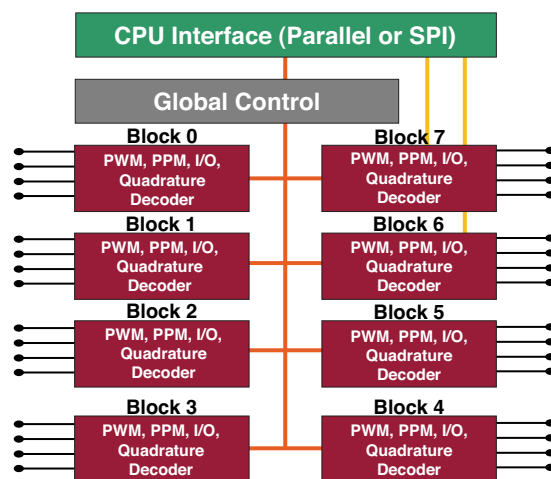 CPU Interface (Parallel or SPI)
Global Control
Block 0
PWM, PPM, I/O,
Quadrature
Decoder
Block 7
PWM, PPM, I/O,
Quadrature
Decoder
Block 1
PWM, PPM, I/O,
Quadrature
Decoder
Block 6
PWM, PPM, I/O,
Quadrature
Decoder
Block 2
PWM, PPM, I/O,
Quadrature
Decoder
Block 5
PWM, PPM, I/O,
Quadrature
Decoder
Block 3
PWM, PPM, I/O,
Quadrature
Decoder
Block 4
PWM, PPM, I/O,
Quadrature
Decoder